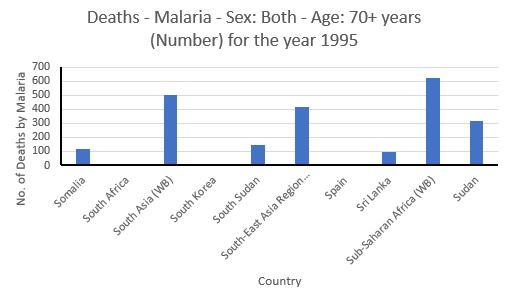 Deaths - Malaria - Sex: Both - Age: 70+ years
(Number) for the year 1995
No. of Deaths by Malaria
700
600
500
400
300
200
100
0
Somalia
South Africa
South Asia (WB)
South Korea
South Sudan
South-East Asia Region...
Spain
Sri Lanka
Sub-Saharan Africa (WB)
Sudan
Country